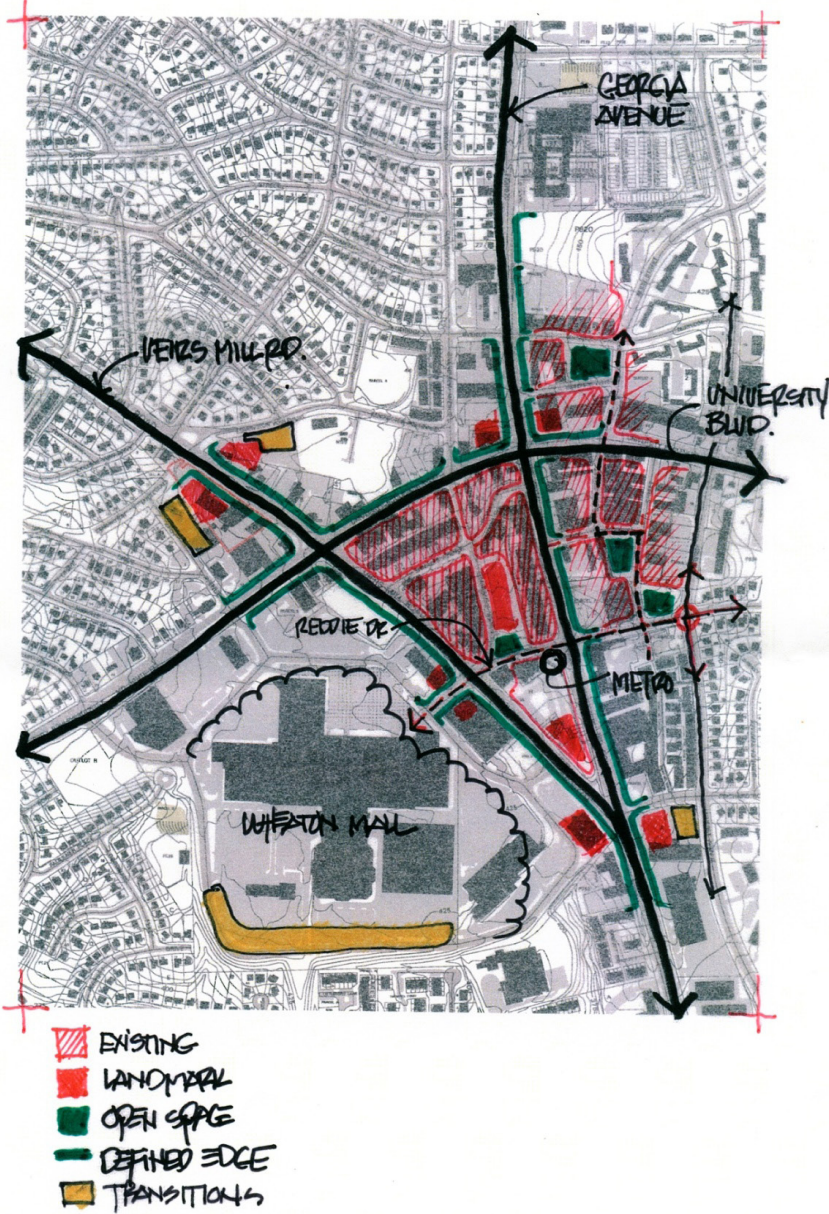 GEORGIA
AVENUE
VEIRS MILL RD.
UNIVERSITY
BLVD.
REEDIE DR.
METRO
WHEATON MALL
EXISTING
LANDMARK
OPEN SPACE
DEFINED EDGE
TRANSITIONS